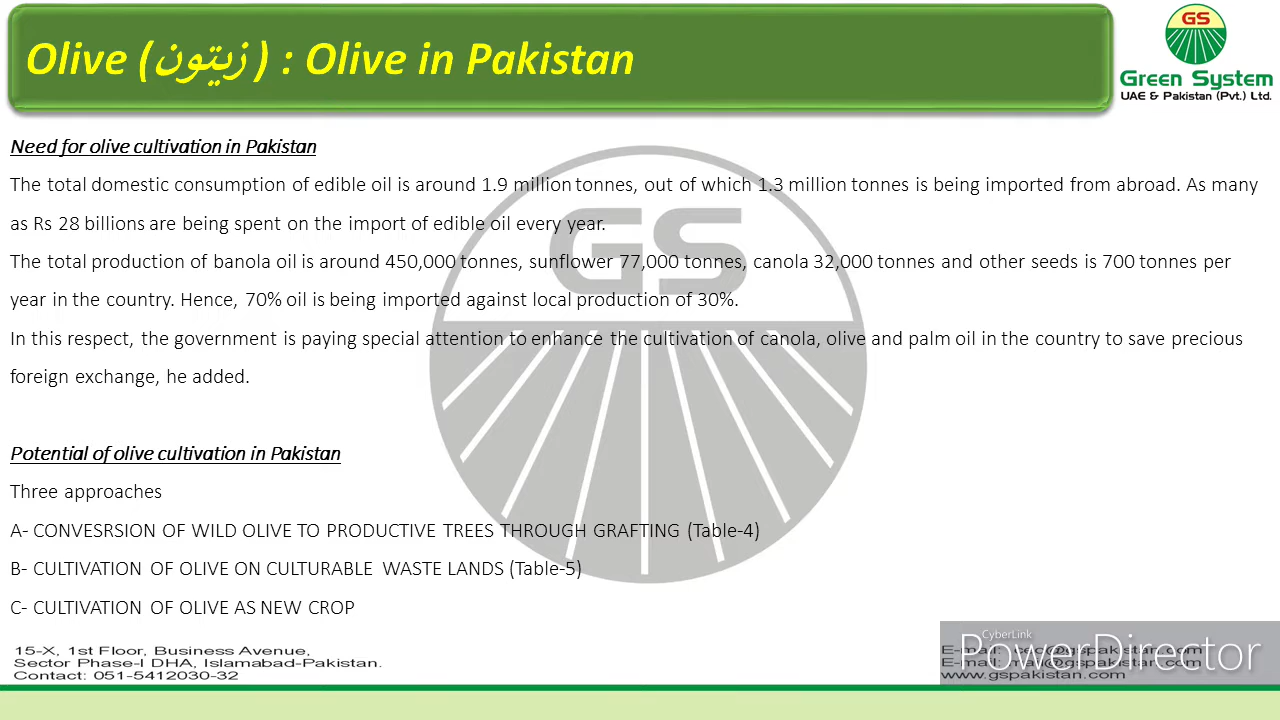 Olive (زیتون) : Olive in Pakistan
GS
Green System
UAE & Pakistan (Pvt.) Ltd.
Need for olive cultivation in Pakistan
The total domestic consumption of edible oil is around 1.9 million tonnes, out of which 1.3 million tonnes is being imported from abroad. As many
as Rs 28 billions are being spent on the import of edible oil every year.
The total production of banola oil is around 450,000 tonnes, sunflower 77,000 tonnes, canola 32,000 tonnes and other seeds is 700 tonnes per
year in the country. Hence, 70% oil is being imported against local production of 30%.
In this respect, the government is paying special attention to enhance the cultivation of canola, olive and palm oil in the country to save precious
foreign exchange, he added.
GS
Potential of olive cultivation in Pakistan
Three approaches
A- CONVESRSION OF WILD OLIVE TO PRODUCTIVE TREES THROUGH GRAFTING (Table-4)
B- CULTIVATION OF OLIVE ON CULTURABLE WASTE LANDS (Table-5)
C- CULTIVATION OF OLIVE AS NEW CROP
15-X, 1st Floor, Business Avenue,
Sector Phase-I DHA, Islamabad-Pakistan.
Contact: 051-5412030-32
E-mail: @gspakistan.com
E-mail: @gspakistan.com
www.gspakistan.com
CyberLink
PowerDirector